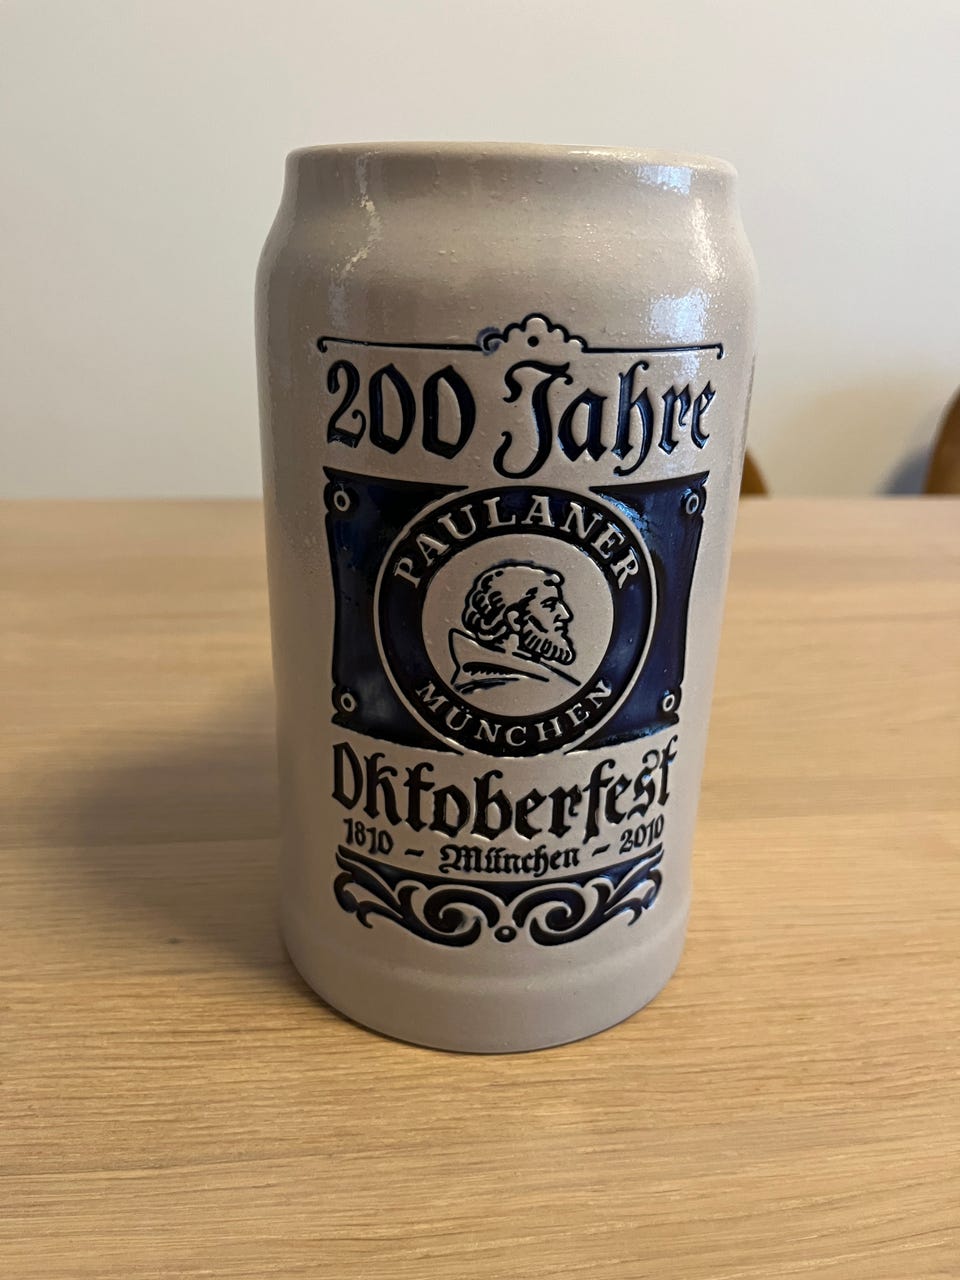 200 Jahre
PAULANER
MÜNCHEN
Oktoberfest
1810 - München - 2010